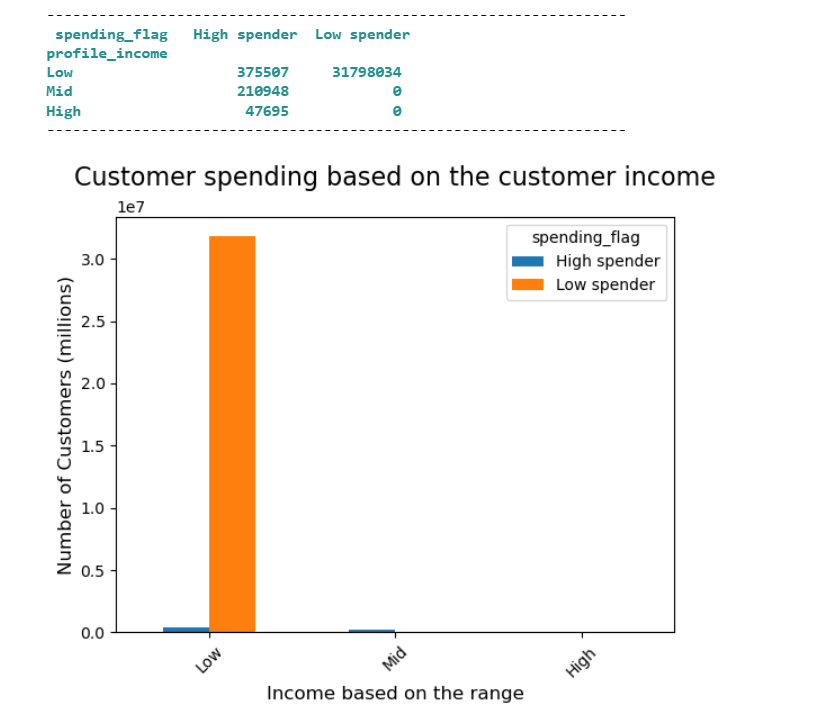 -------------------------------------------------------------------
spending_flag High spender Low spender
profile_income
Low 375507 31798034
Mid 210948 0
High 47695 0
-------------------------------------------------------------------
Customer spending based on the customer income
1e7
spending_flag
High spender
Low spender
3.0
2.5
2.0
1.5
1.0
0.5
0.0
Number of Customers (millions)
Low Mid High
Income based on the range